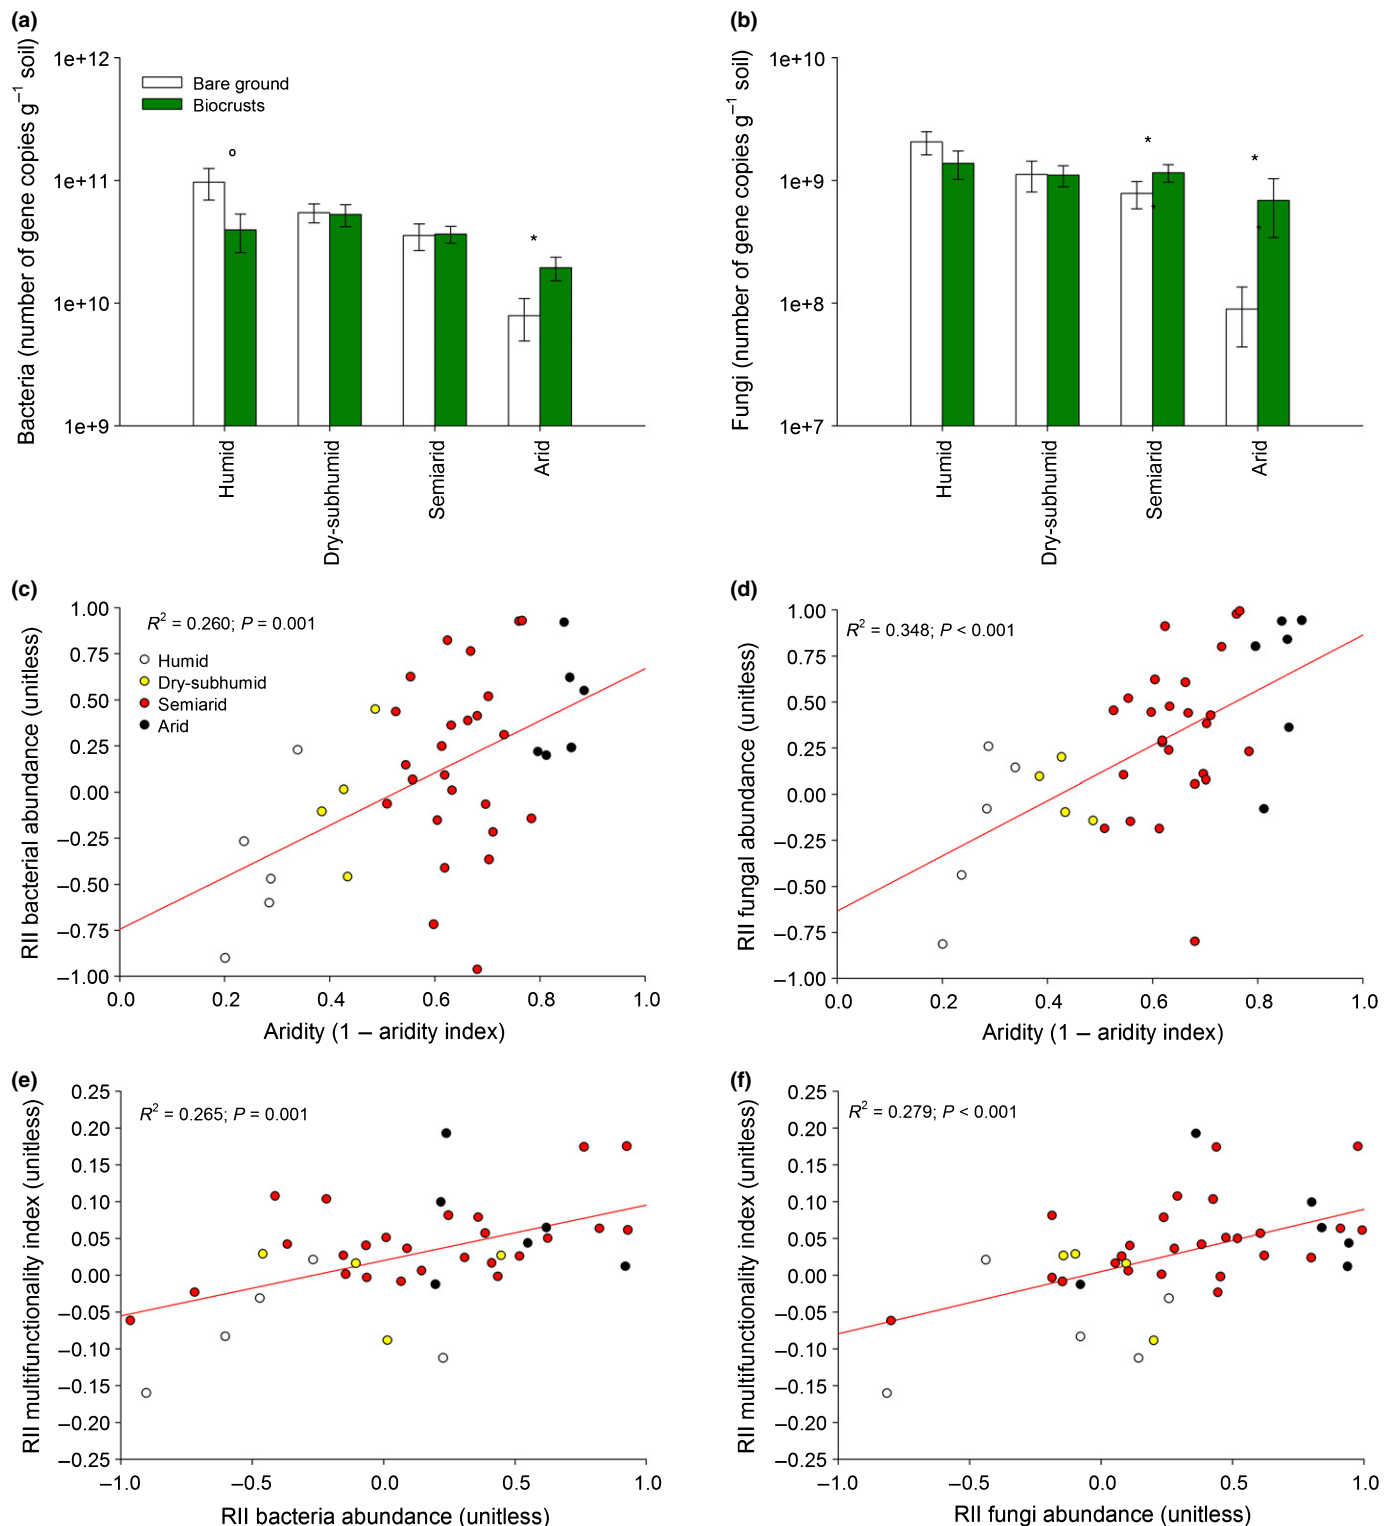 (a)
Bacteria (number of gene copies g–1 soil)
1e+12
1e+11
1e+10
1e+9
Bare ground
Biocrusts
o
*
Humid
Dry-subhumid
Semiarid
Arid
(b)
Fungi (number of gene copies g–1 soil)
1e+10
1e+9
1e+8
1e+7
*
*
Humid
Dry-subhumid
Semiarid
Arid
(c)
RII bacterial abundance (unitless)
1.00
0.75
0.50
0.25
0.00
–0.25
–0.50
–0.75
–1.00
R2 = 0.260; P = 0.001
Humid
Dry-subhumid
Semiarid
Arid
0.0 0.2 0.4 0.6 0.8 1.0
Aridity (1 – aridity index)
(d)
RII fungal abundance (unitless)
1.00
0.75
0.50
0.25
0.00
–0.25
–0.50
–0.75
–1.00
R2 = 0.348; P < 0.001
0.0 0.2 0.4 0.6 0.8 1.0
Aridity (1 – aridity index)
(e)
RII multifunctionality index (unitless)
0.25
0.20
0.15
0.10
0.05
0.00
–0.05
–0.10
–0.15
–0.20
–0.25
R2 = 0.265; P = 0.001
–1.0 –0.5 0.0 0.5 1.0
RII bacteria abundance (unitless)
(f)
RII multifunctionality index (unitless)
0.25
0.20
0.15
0.10
0.05
0.00
–0.05
–0.10
–0.15
–0.20
–0.25
R2 = 0.279; P < 0.001
–1.0 –0.5 0.0 0.5 1.0
RII fungi abundance (unitless)